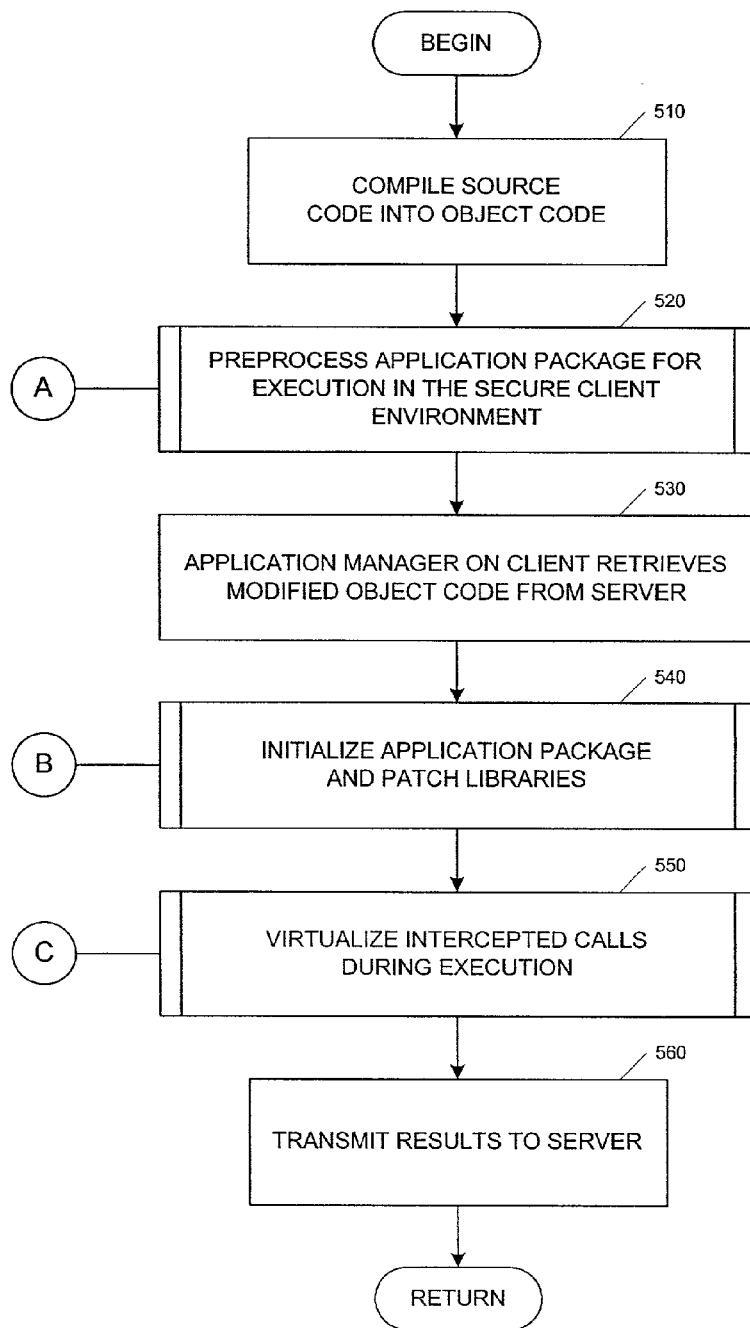 BEGIN
510
COMPILE SOURCE
CODE INTO OBJECT CODE
520
A
PREPROCESS APPLICATION PACKAGE FOR
EXECUTION IN THE SECURE CLIENT
ENVIRONMENT
530
APPLICATION MANAGER ON CLIENT RETRIEVES
MODIFIED OBJECT CODE FROM SERVER
540
B
INITIALIZE APPLICATION PACKAGE
AND PATCH LIBRARIES
550
C
VIRTUALIZE INTERCEPTED CALLS
DURING EXECUTION
560
TRANSMIT RESULTS TO SERVER
RETURN